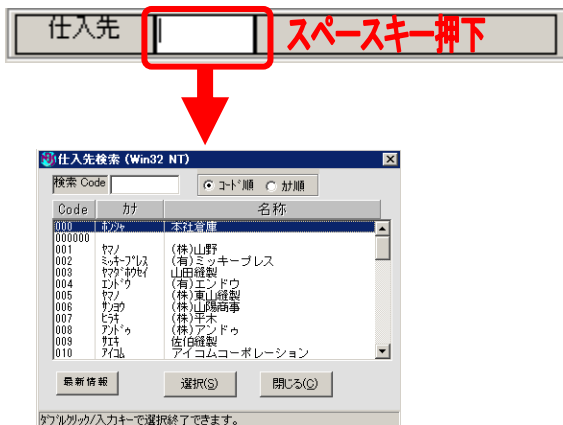 仕入先 スペースキー押下
仕入先検索 (Win32 NT)
検索 Code コード順 カナ順
Code カナ 名称
000 ホンシャ 本社倉庫
000000
001 ヤマノ (株)山野
002 ミッキープレス (有)ミッキープレス
003 ヤマダホウセイ 山田縫製
004 エンドウ (有)エンドウ
005 ヤマノ (株)東山縫製
006 サンヨウ (株)山陽商事
007 ヒラキ (株)平木
008 アンドゥ (株)アンドゥ
009 サエキ 佐伯縫製
010 アイコム アイコムコーポレーション
最新情報 選択(S) 閉じる(C)
ダブルクリック/入力キーで選択終了できます。